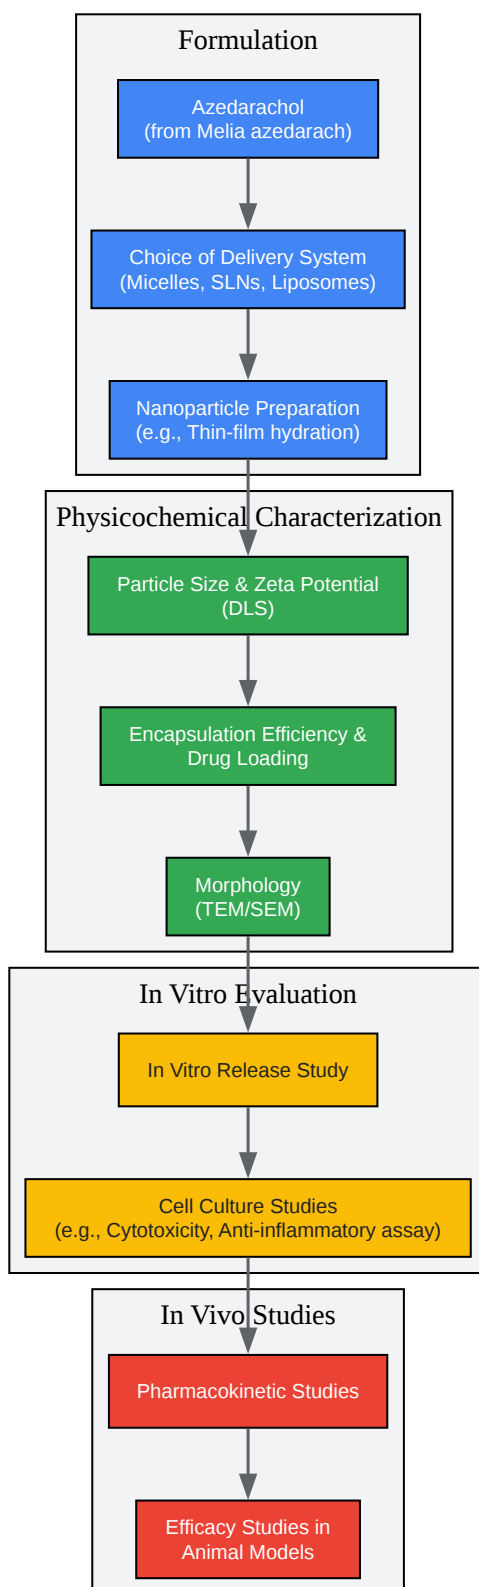 Formulation
Azedarachol
(from Melia azedarach)
Choice of Delivery System
(Micelles, SLNs, Liposomes)
Nanoparticle Preparation
(e.g., Thin-film hydration)
Physicochemical Characterization
Particle Size & Zeta Potential
(DLS)
Encapsulation Efficiency &
Drug Loading
Morphology
(TEM/SEM)
In Vitro Evaluation
In Vitro Release Study
Cell Culture Studies
(e.g., Cytotoxicity, Anti-inflammatory assay)
In Vivo Studies
Pharmacokinetic Studies
Efficacy Studies in
Animal Models